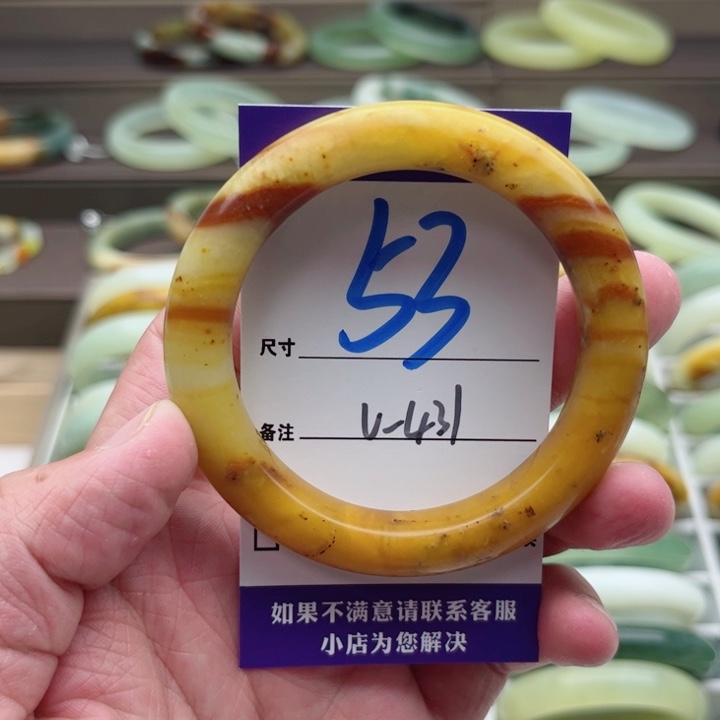 53
尺寸
备注 V-431
如果不满意请联系客服
小店为您解决